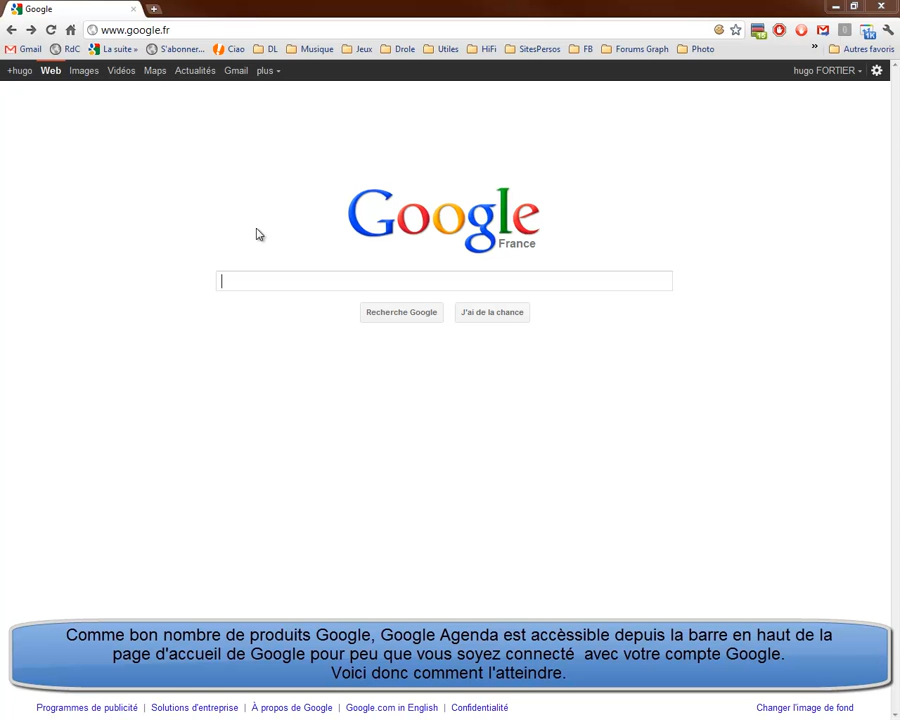 Google
www.google.fr
Gmail RdC La suite » S'abonner... Ciao DL Musique Jeux Drole Utiles HiFi SitesPersos FB Forums Graph Photo » Autres favoris
+hugo Web Images Vidéos Maps Actualités Gmail plus hugo FORTIER
Google
France
Recherche Google J'ai de la chance
Comme bon nombre de produits Google, Google Agenda est accèssible depuis la barre en haut de la
page d'accueil de Google pour peu que vous soyez connecté avec votre compte Google.
Voici donc comment l'atteindre.
Programmes de publicité | Solutions d'entreprise | À propos de Google | Google.com in English | Confidentialité Changer l'image de fond